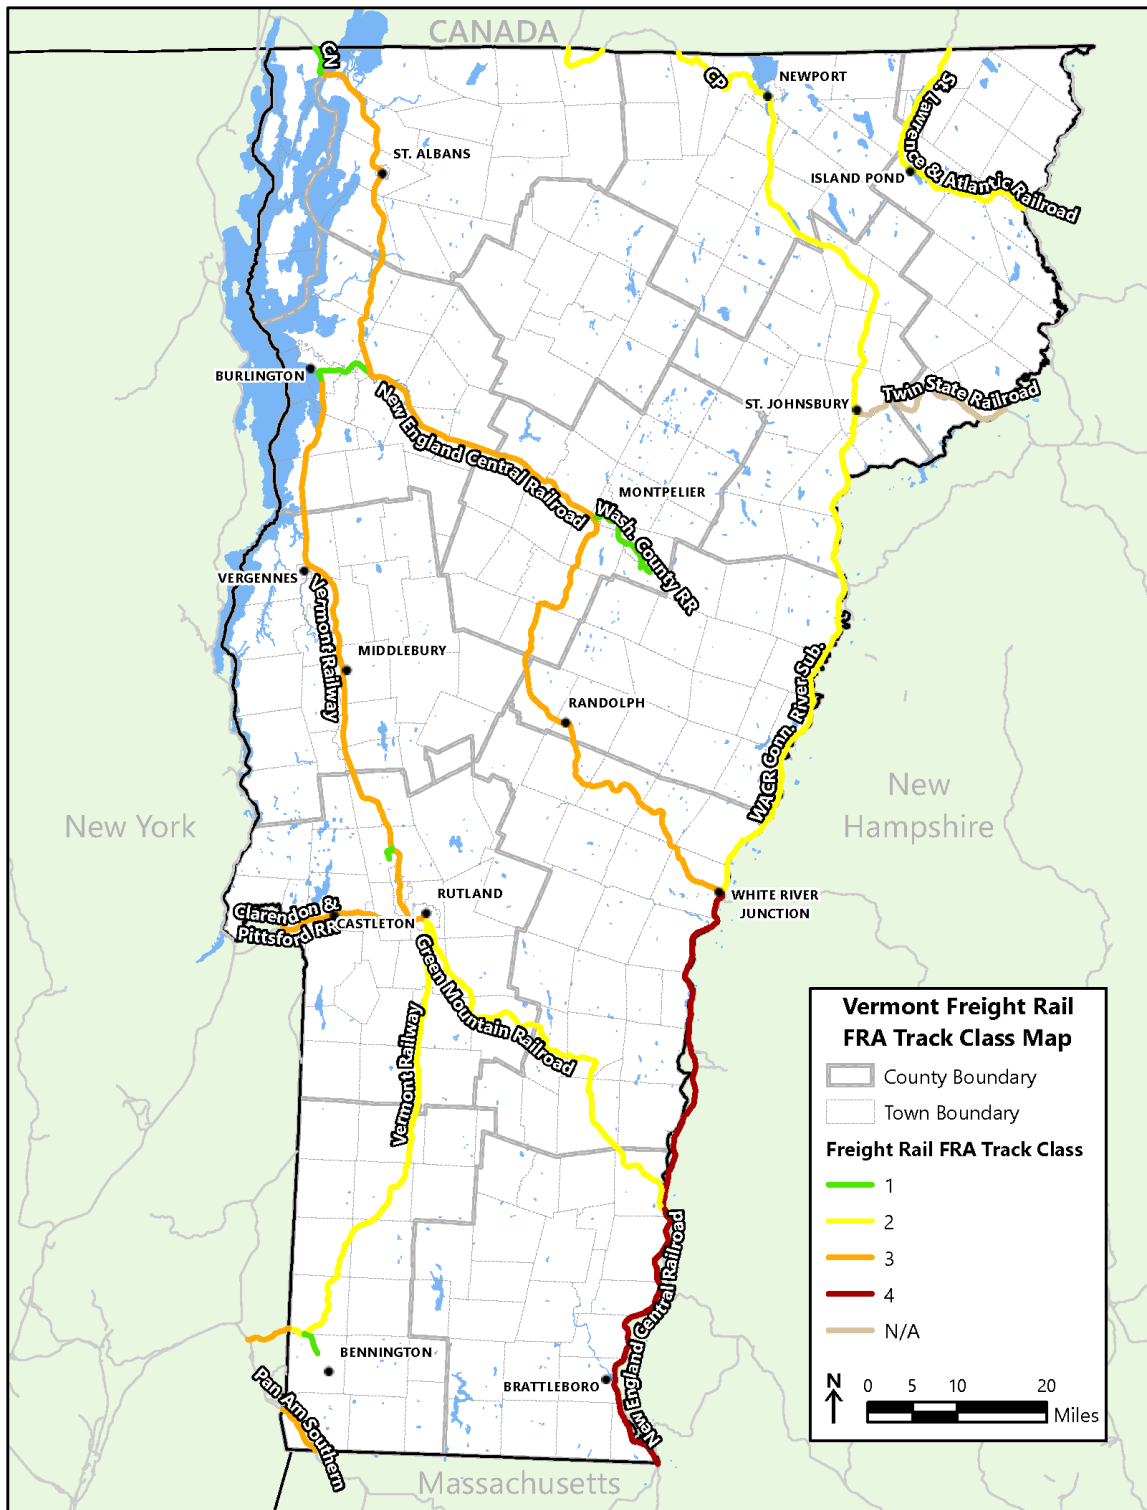 CANADA
CN
CP
NEWPORT
St. Lawrence & Atlantic Railroad
ST. ALBANS
ISLAND POND
BURLINGTON
New England Central Railroad
ST. JOHNSBURY
Twin State Railroad
MONTPELIER
Wash. County RR
VERGENNES
Vermont Railway
MIDDLEBURY
WACR Conn. River Sub.
RANDOLPH
New York
New
Hampshire
RUTLAND
WHITE RIVER
JUNCTION
Clarendon &
Pittsford RR
CASTLETON
Green Mountain Railroad
Vermont Railway
New England Central Railroad
BENNINGTON
BRATTLEBORO
Pan Am Southern
Massachusetts
Vermont Freight Rail
FRA Track Class Map
County Boundary
Town Boundary
Freight Rail FRA Track Class
1
2
3
4
N/A
N
0 5 10 20
Miles